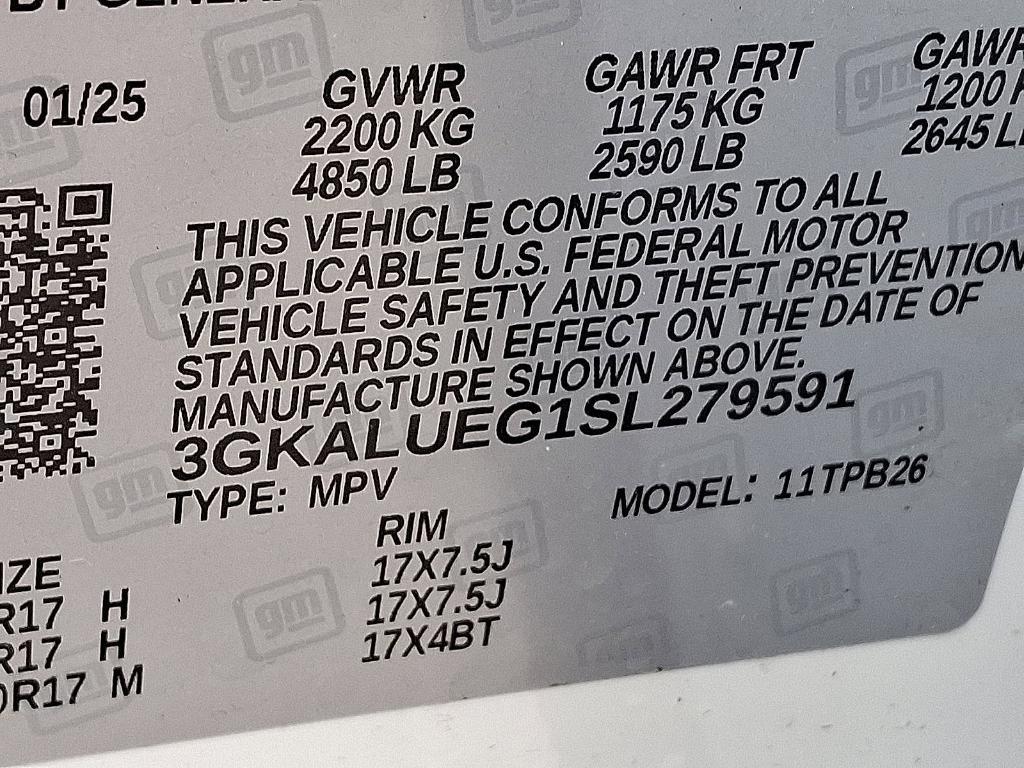 01/25 GVWR GAWR FRT GAWR
2200 KG 1175 KG 1200
4850 LB 2590 LB 2645
THIS VEHICLE CONFORMS TO ALL
APPLICABLE U.S. FEDERAL MOTOR
VEHICLE SAFETY AND THEFT PREVENTION
STANDARDS IN EFFECT ON THE DATE OF
MANUFACTURE SHOWN ABOVE.
3GKALUEG1SL279591
TYPE: MPV MODEL: 11TPB26
RIM
17X7.5J
R17 H 17X7.5J
R17 H 17X4BT
R17 M
gm